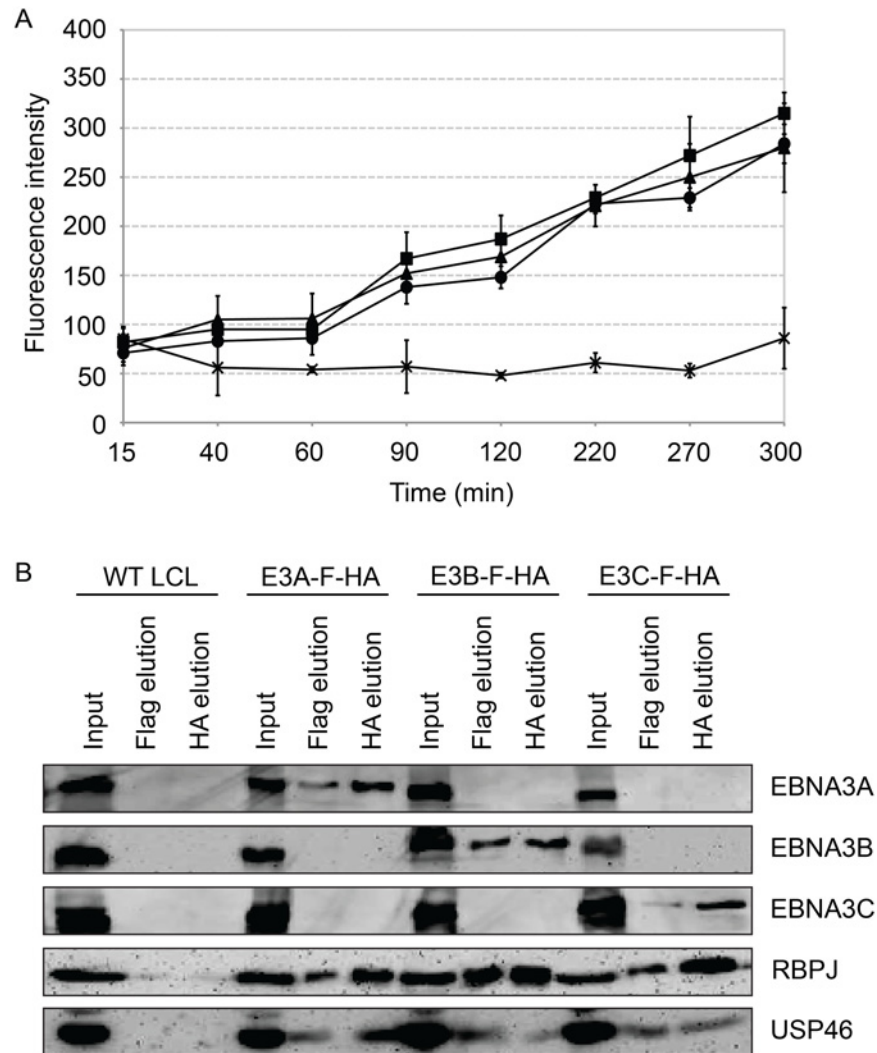 A
Fluorescence intensity
400
350
300
250
200
150
100
50
0
15 40 60 90 120 220 270 300
Time (min)
B
WT LCL E3A-F-HA E3B-F-HA E3C-F-HA
Input Flag elution HA elution Input Flag elution HA elution Input Flag elution HA elution Input Flag elution HA elution
EBNA3A
EBNA3B
EBNA3C
RBPJ
USP46